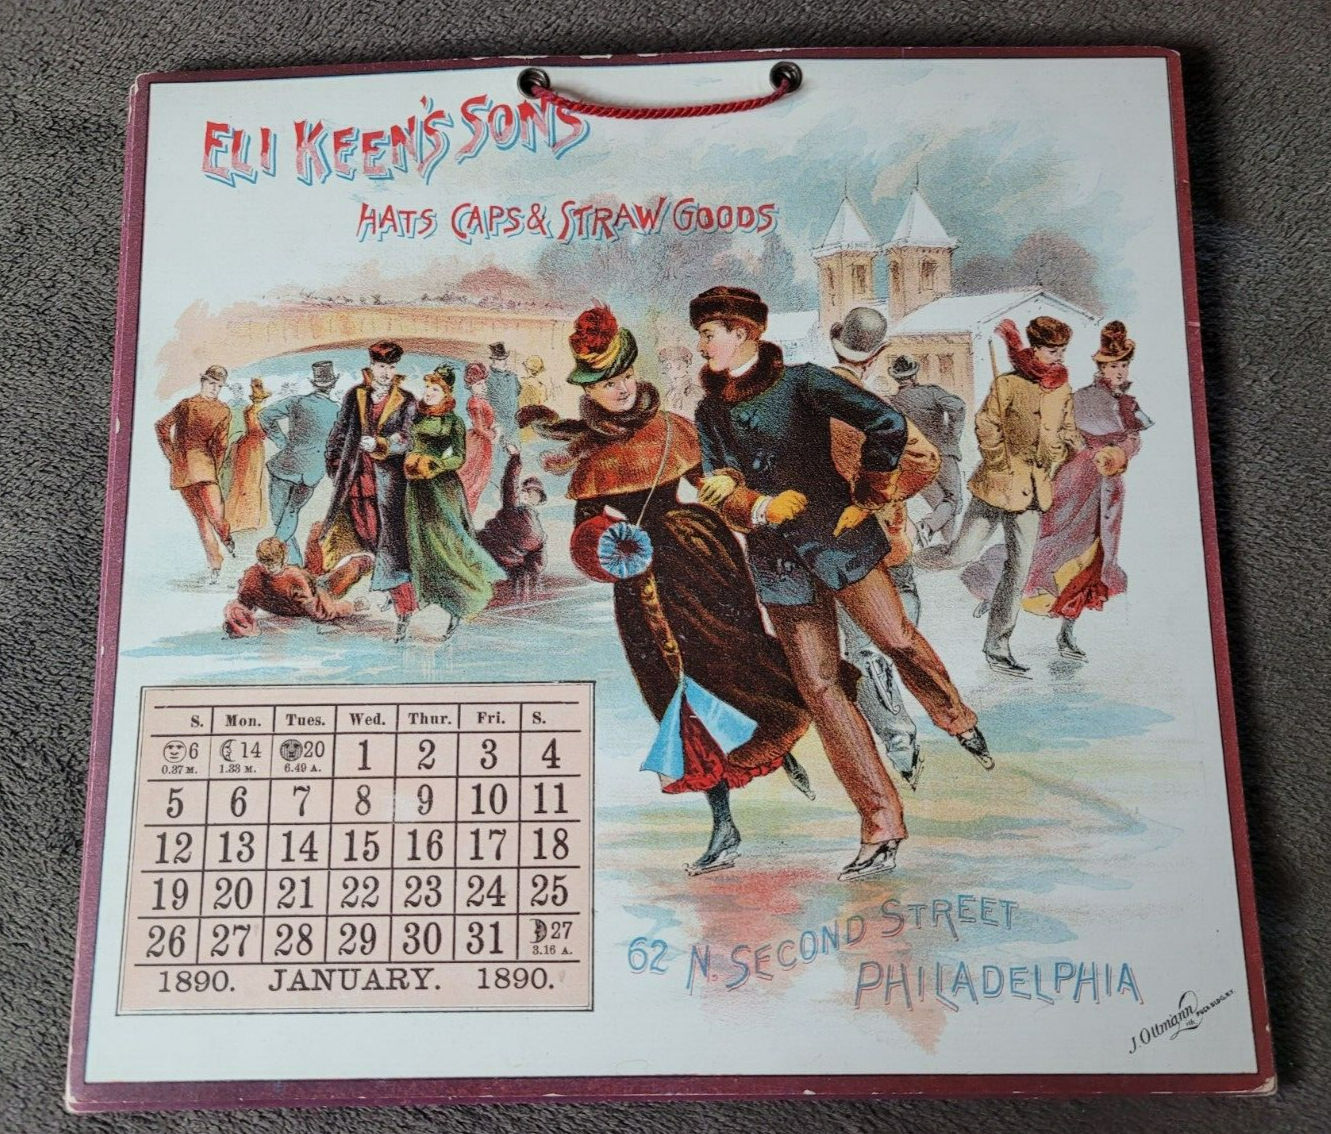 ELI KEEN'S SONS
HATS CAPS & STRAW GOODS
S. Mon. Tues. Wed. Thur. Fri. S.
6 14 20 1 2 3 4
0.37 M. 1.33 M. 6.49 A.
5 6 7 8 9 10 11
12 13 14 15 16 17 18
19 20 21 22 23 24 25
26 27 28 29 30 31 27
3.16 A.
1890. JANUARY. 1890.
62 N. SECOND STREET
PHILADELPHIA
J. Ottmann Lith. PUCK BLDG. N.Y.